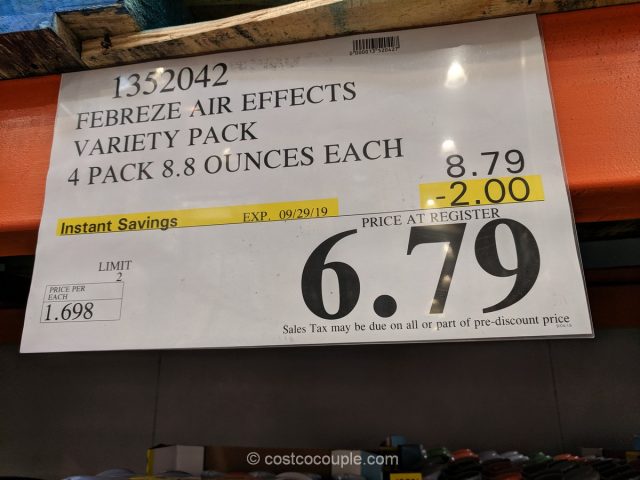 1352042
FEBREZE AIR EFFECTS
VARIETY PACK
4 PACK 8.8 OUNCES EACH
8.79
-2.00
Instant Savings EXP. 09/29/19
PRICE AT REGISTER
6.79
LIMIT
2
PRICE PER
EACH
1.698
Sales Tax may be due on all or part of pre-discount price
© costcocouple.com